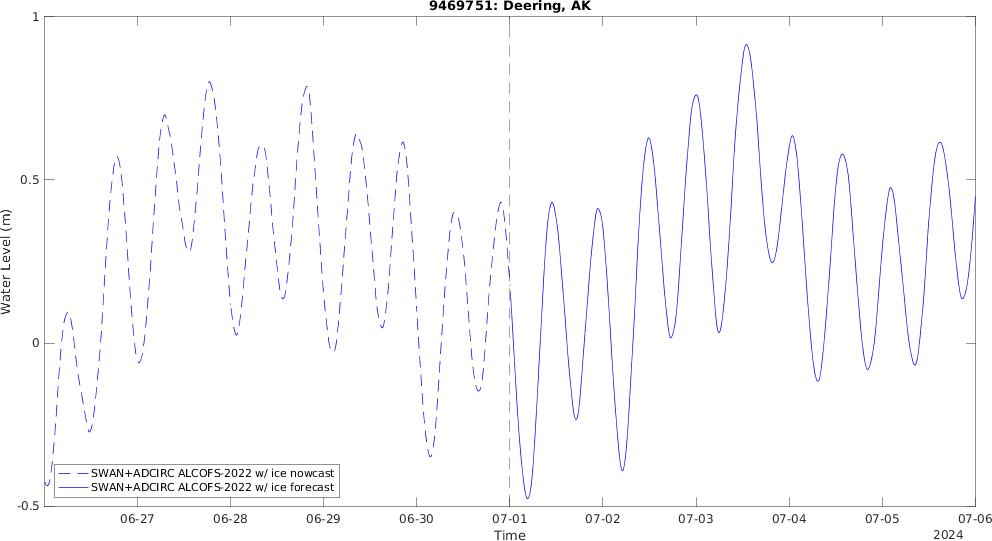 9469751: Deering, AK
1
0.5
0
-0.5
Water Level (m)
SWAN+ADCIRC ALCOFS-2022 w/ ice nowcast
SWAN+ADCIRC ALCOFS-2022 w/ ice forecast
06-27 06-28 06-29 06-30 07-01 07-02 07-03 07-04 07-05 07-06
Time
2024